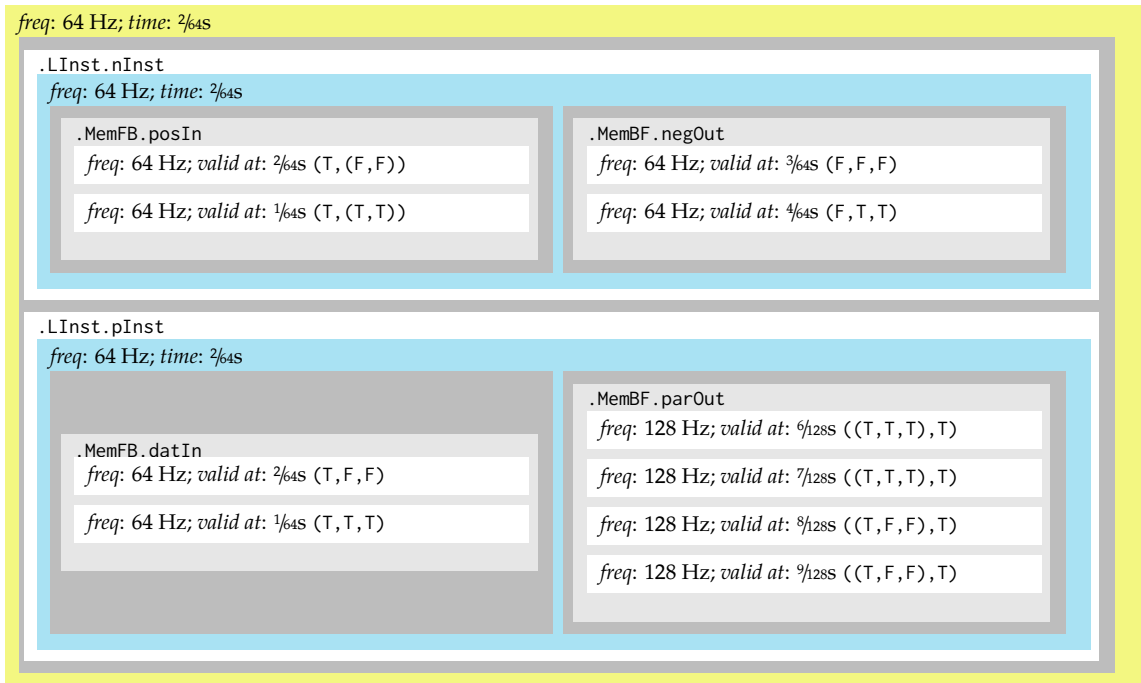 freq: 64 Hz; time: 2/64s
.LInst.nInst
freq: 64 Hz; time: 2/64s
.MemFB.posIn
freq: 64 Hz; valid at: 2/64s (T,(F,F))
freq: 64 Hz; valid at: 1/64s (T,(T,T))
.MemBF.negOut
freq: 64 Hz; valid at: 3/64s (F,F,F)
freq: 64 Hz; valid at: 4/64s (F,T,T)
.LInst.pInst
freq: 64 Hz; time: 2/64s
.MemFB.datIn
freq: 64 Hz; valid at: 2/64s (T,F,F)
freq: 64 Hz; valid at: 1/64s (T,T,T)
.MemBF.parOut
freq: 128 Hz; valid at: 6/128s ((T,T,T),T)
freq: 128 Hz; valid at: 7/128s ((T,T,T),T)
freq: 128 Hz; valid at: 8/128s ((T,F,F),T)
freq: 128 Hz; valid at: 9/128s ((T,F,F),T)